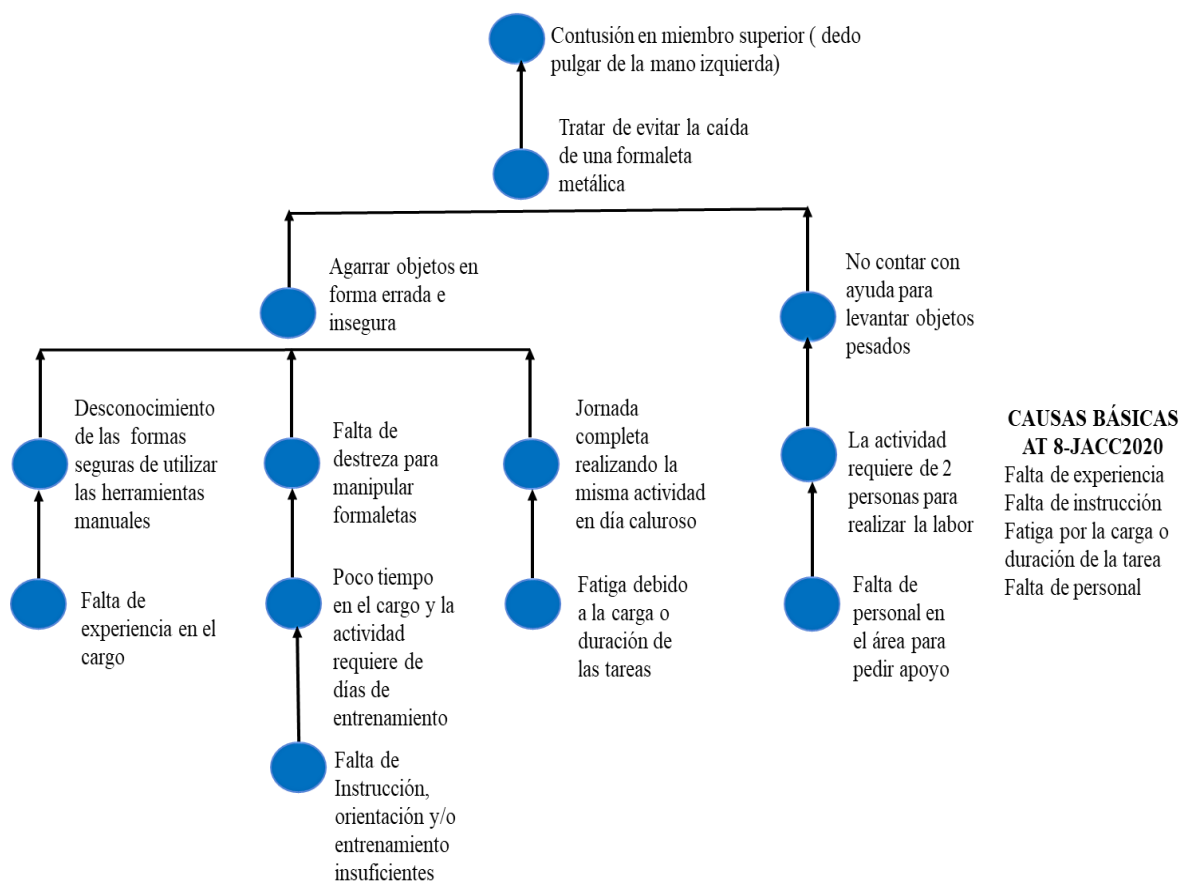 Contusión en miembro superior ( dedo
pulgar de la mano izquierda)
Tratar de evitar la caída
de una formaleta
metálica
Agarrar objetos en
forma errada e
insegura
No contar con
ayuda para
levantar objetos
pesados
Desconocimiento
de las formas
seguras de utilizar
las herramientas
manuales
Falta de
destreza para
manipular
formaletas
Jornada
completa
realizando la
misma actividad
en día caluroso
La actividad
requiere de 2
personas para
realizar la labor
CAUSAS BÁSICAS
AT 8-JACC2020
Falta de experiencia
Falta de instrucción
Fatiga por la carga o
duración de la tarea
Falta de personal
Falta de
experiencia en el
cargo
Poco tiempo
en el cargo y la
actividad
requiere de
días de
entrenamiento
Fatiga debido
a la carga o
duración de
las tareas
Falta de
personal en
el área para
pedir apoyo
Falta de
Instrucción,
orientación y/o
entrenamiento
insuficientes